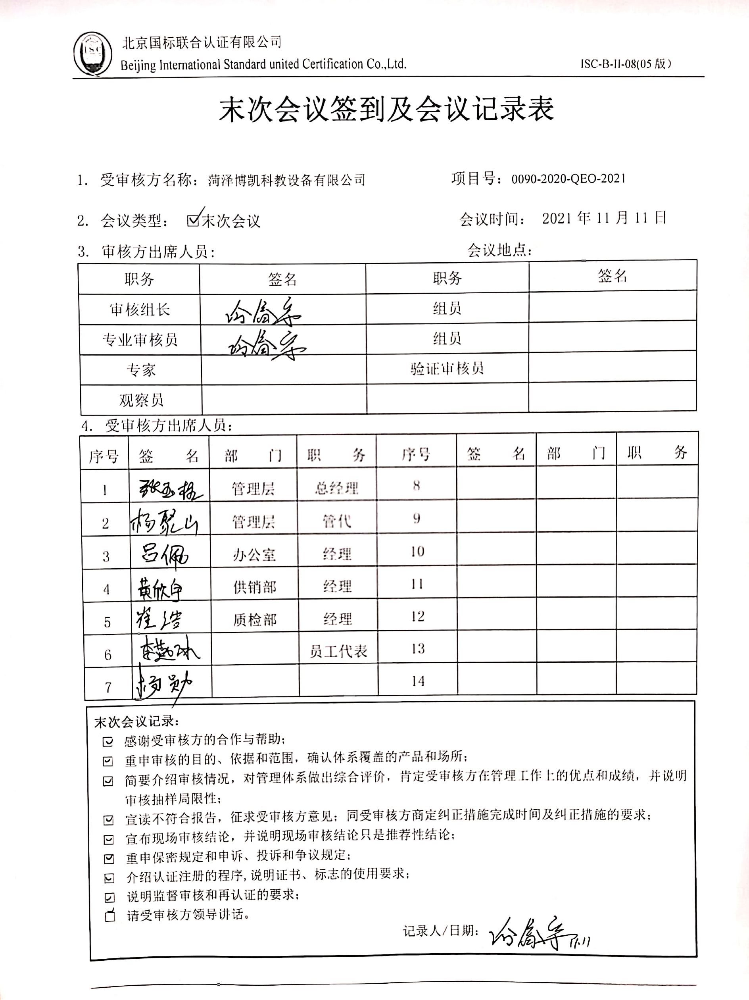 ISC
北京国标联合认证有限公司
Beijing International Standard united Certification Co.,Ltd.
ISC-B-II-08(05版)
末次会议签到及会议记录表
1. 受审核方名称：菏泽博凯科教设备有限公司 项目号：0090-2020-QEO-2021
2. 会议类型：☑末次会议 会议时间： 2021年11月11日
3. 审核方出席人员： 会议地点：
职务 签名 职务 签名
审核组长 组员
专业审核员 组员
专家 验证审核员
观察员
4. 受审核方出席人员：
序号 签 名 部 门 职 务 序号 签 名 部 门 职 务
1 管理层 总经理 8
2 杨聚山 管理层 管代 9
3 吕佩 办公室 经理 10
4 供销部 经理 11
5 崔浩 质检部 经理 12
6 员工代表 13
7 杨勋 14
末次会议记录：
☑ 感谢受审核方的合作与帮助；
☑ 重申审核的目的、依据和范围，确认体系覆盖的产品和场所；
☑ 简要介绍审核情况，对管理体系做出综合评价，肯定受审核方在管理工作上的优点和成绩，并说明
审核抽样局限性；
☑ 宣读不符合报告，征求受审核方意见；同受审核方商定纠正措施完成时间及纠正措施的要求；
☑ 宣布现场审核结论，并说明现场审核结论只是推荐性结论；
☑ 重申保密规定和申诉、投诉和争议规定；
☑ 介绍认证注册的程序,说明证书、标志的使用要求；
☑ 说明监督审核和再认证的要求；
☑ 请受审核方领导讲话。
记录人/日期：